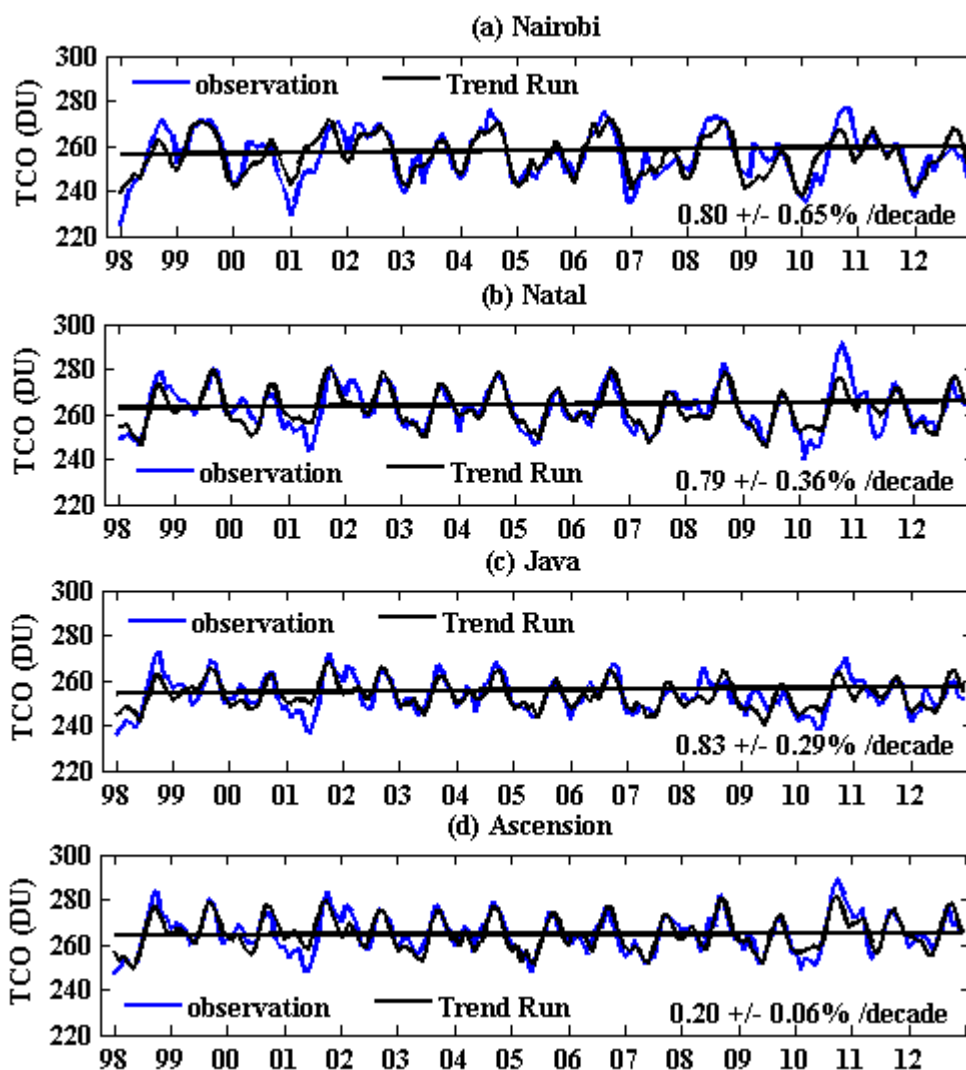 (a) Nairobi
300
280
260
240
220
TCO (DU)
observation Trend Run
0.80 +/- 0.65% /decade
98 99 00 01 02 03 04 05 06 07 08 09 10 11 12
(b) Natal
300
280
260
240
220
TCO (DU)
observation Trend Run
0.79 +/- 0.36% /decade
98 99 00 01 02 03 04 05 06 07 08 09 10 11 12
(c) Java
300
280
260
240
220
TCO (DU)
observation Trend Run
0.83 +/- 0.29% /decade
98 99 00 01 02 03 04 05 06 07 08 09 10 11 12
(d) Ascension
300
280
260
240
220
TCO (DU)
observation Trend Run
0.20 +/- 0.06% /decade
98 99 00 01 02 03 04 05 06 07 08 09 10 11 12